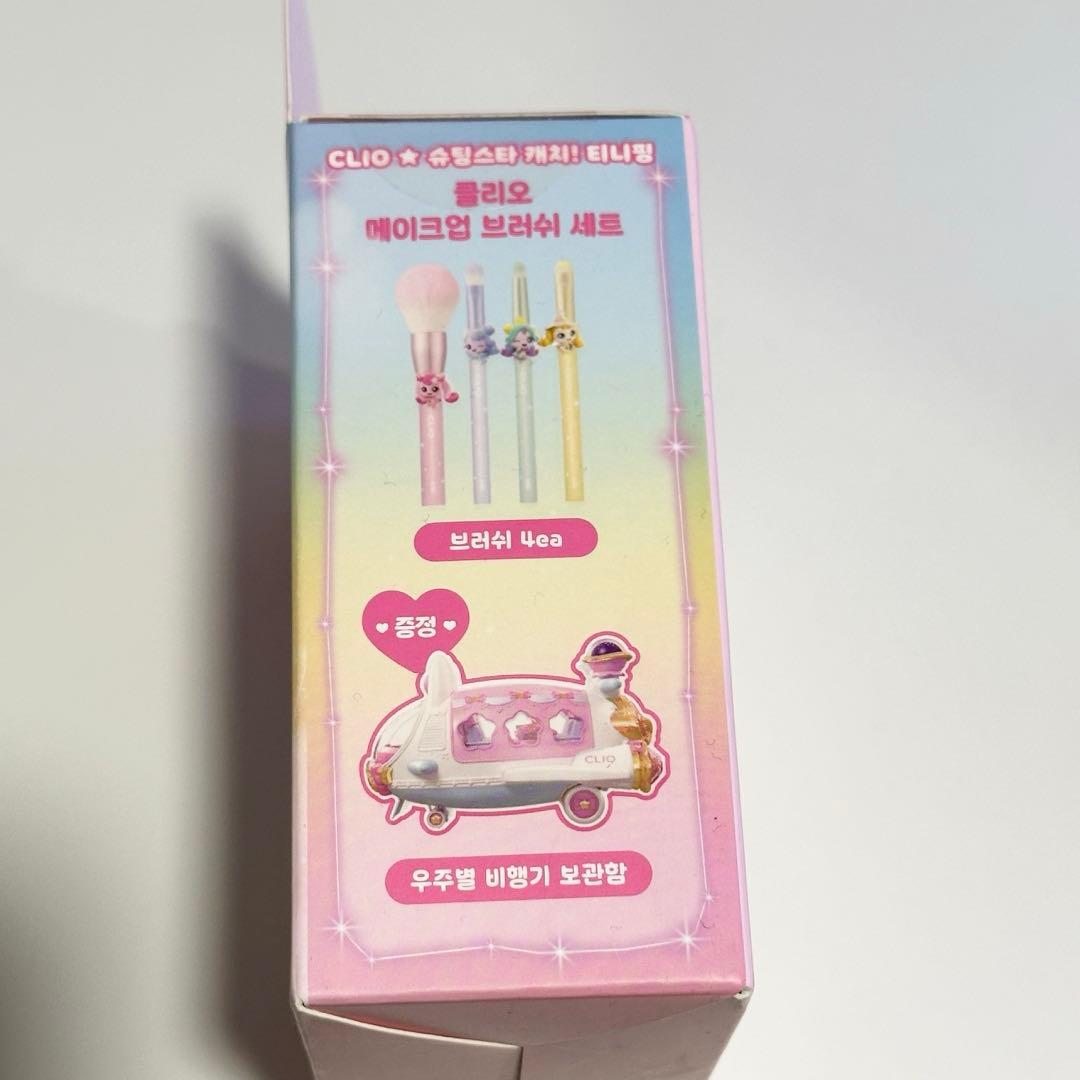 CLIO ★ 슈팅스타 캐치! 티니핑
클리오
메이크업 브러쉬 세트
브러쉬 4ea
증정
CLIO
우주별 비행기 보관함